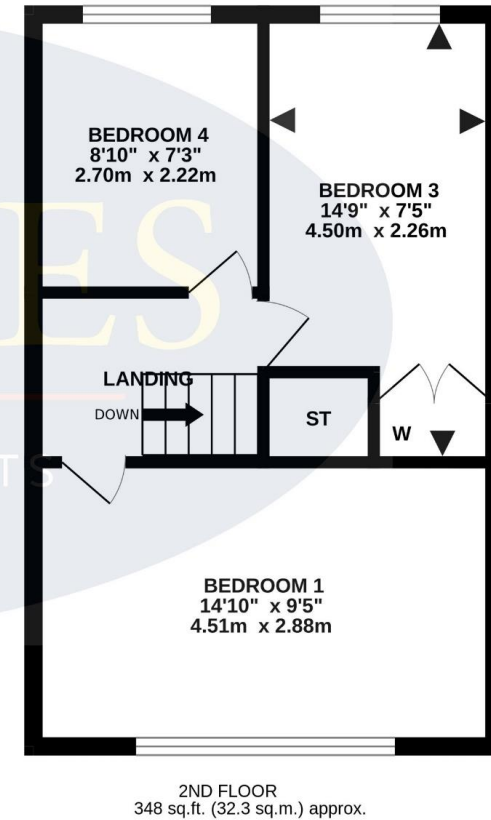 BEDROOM 4
8'10" x 7'3"
2.70m x 2.22m
BEDROOM 3
14'9" x 7'5"
4.50m x 2.26m
LANDING
DOWN
ST
W
BEDROOM 1
14'10" x 9'5"
4.51m x 2.88m
2ND FLOOR
348 sq.ft. (32.3 sq.m.) approx.